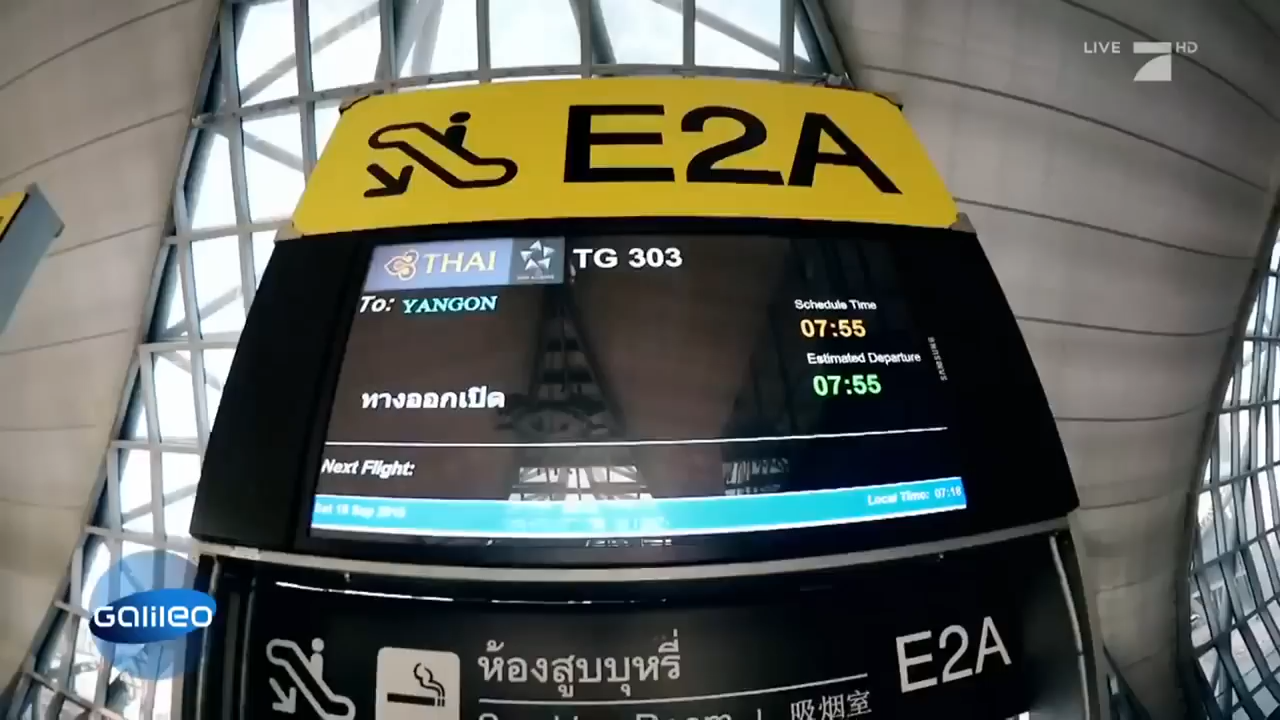 LIVE HD
E2A
THAI TG 303
To: YANGON
Schedule Time
07:55
Estimated Departure
07:55
SAMSUNG
ทางออกเปิด
Next Flight:
Local Time: 07:16
GaLiLeO
ห้องสูบบุหรี่
E2A
吸烟室